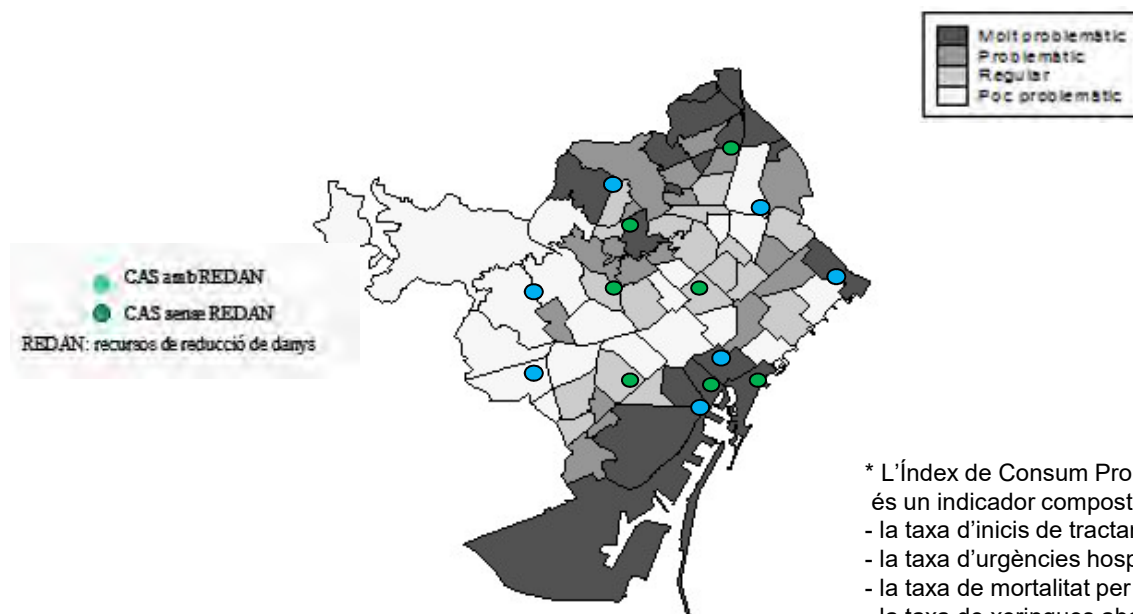 Molt problemàtic
Problemàtic
Regular
Poc problemàtic
CAS amb REDAN
CAS sense REDAN
REDAN: recursos de reducció de danys
* L'Índex de Consum Pro
és un indicador compost
- la taxa d'inicis de tractar
- la taxa d'urgències hosp
- la taxa de mortalitat per